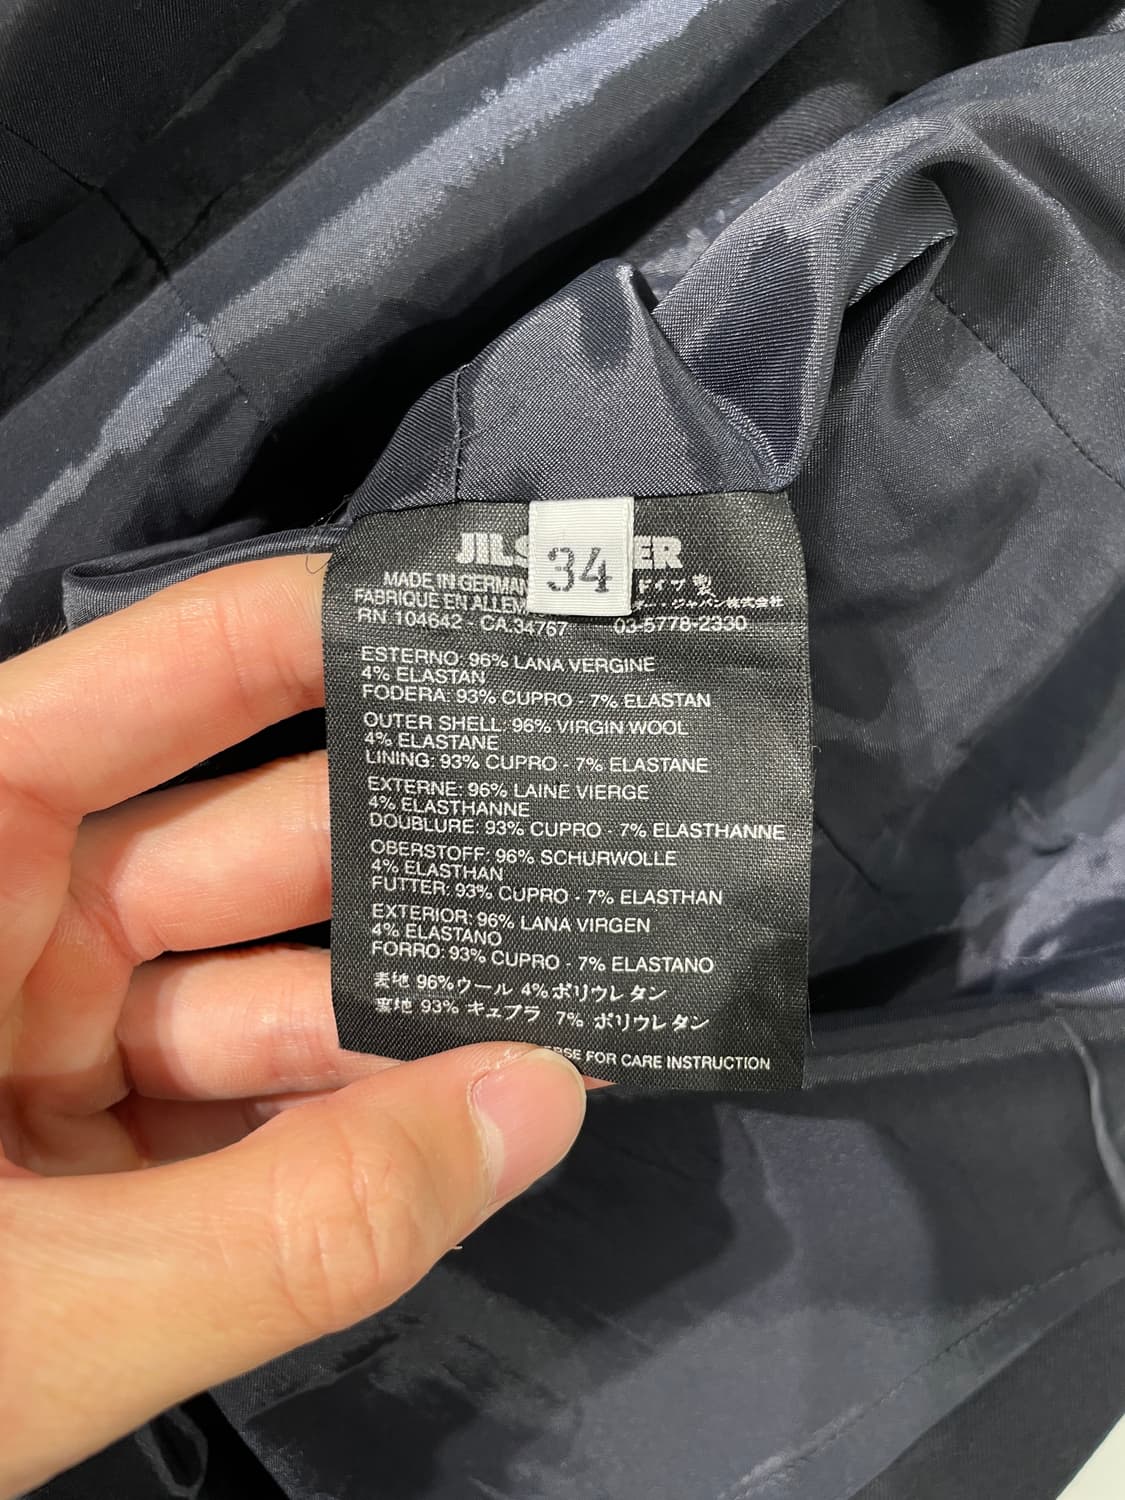 34
MADE IN
FABRIQUE EN
RN 104642 - CA.34767 03-5778-2330
ESTERNO: 96% LANA VERGINE
4% ELASTAN
FODERA: 93% CUPRO - 7% ELASTAN
OUTER SHELL: 96% VIRGIN WOOL
4% ELASTANE
LINING: 93% CUPRO - 7% ELASTANE
EXTERNE: 96% LAINE VIERGE
4% ELASTHANNE
DOUBLURE: 93% CUPRO - 7% ELASTHANNE
OBERSTOFF: 96% SCHURWOLLE
4% ELASTHAN
FUTTER: 93% CUPRO - 7% ELASTHAN
EXTERIOR: 96% LANA VIRGEN
4% ELASTANO
FORRO: 93% CUPRO - 7% ELASTANO
表地 96%ウール 4%ポリウレタン
裏地 93% キュプラ 7% ポリウレタン
FOR CARE INSTRUCTION